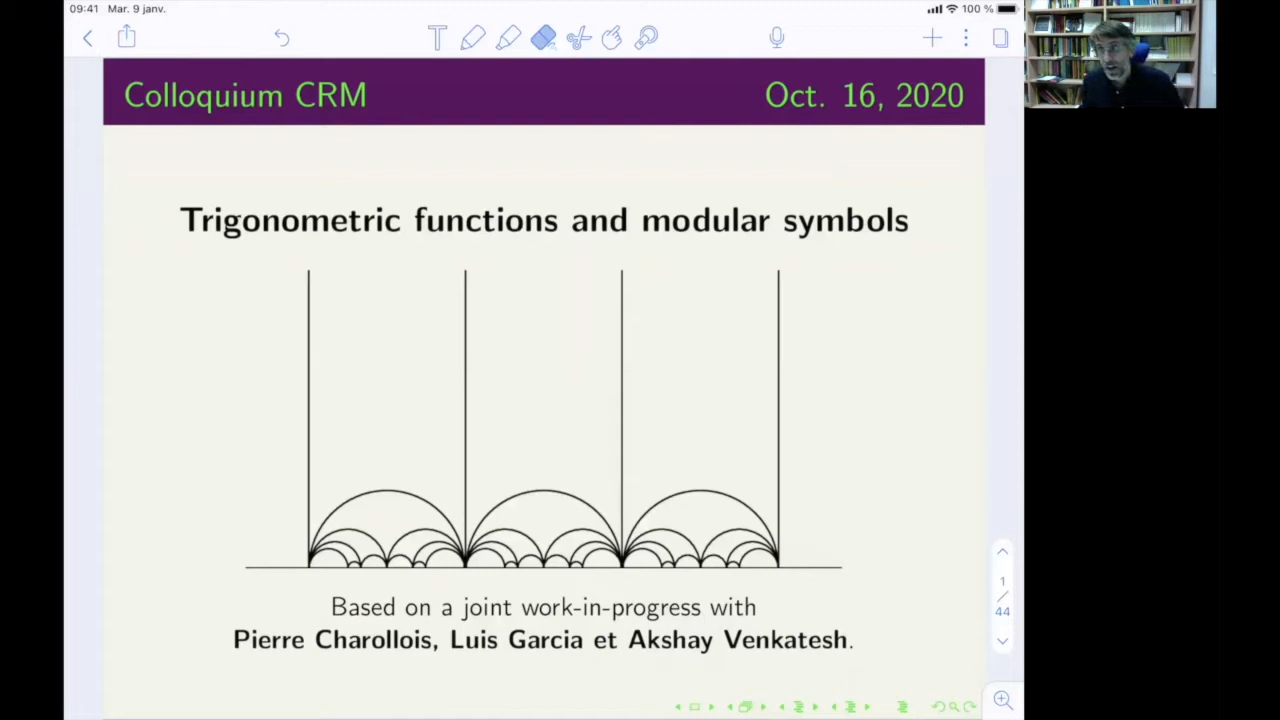 09:41 Mar. 9 janv.
100 %
Colloquium CRM
Oct. 16, 2020
Trigonometric functions and modular symbols
1
/
44
Based on a joint work-in-progress with
Pierre Charollois, Luis Garcia et Akshay Venkatesh.